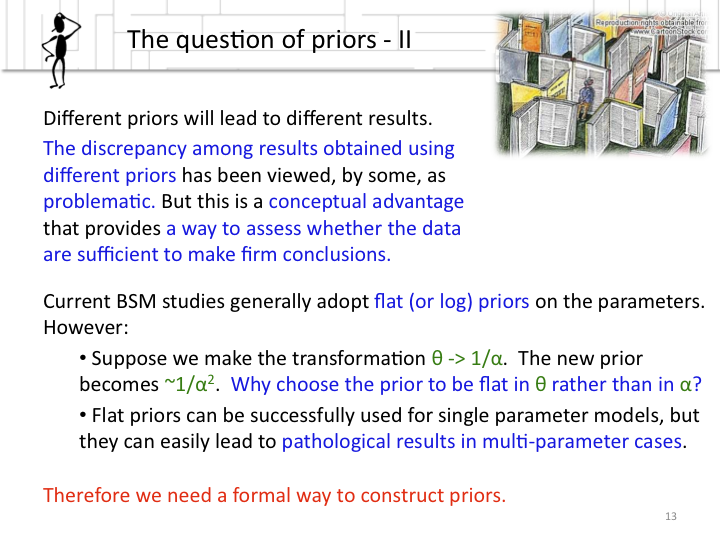 The question of priors - II
Reproduction rights obtainable from
www.CartoonStock.co
Different priors will lead to different results.
The discrepancy among results obtained using
different priors has been viewed, by some, as
problematic. But this is a conceptual advantage
that provides a way to assess whether the data
are sufficient to make firm conclusions.
Current BSM studies generally adopt flat (or log) priors on the parameters.
However:
• Suppose we make the transformation θ -> 1/α. The new prior
becomes ~1/α². Why choose the prior to be flat in θ rather than in α?
• Flat priors can be successfully used for single parameter models, but
they can easily lead to pathological results in multi-parameter cases.
Therefore we need a formal way to construct priors.
13